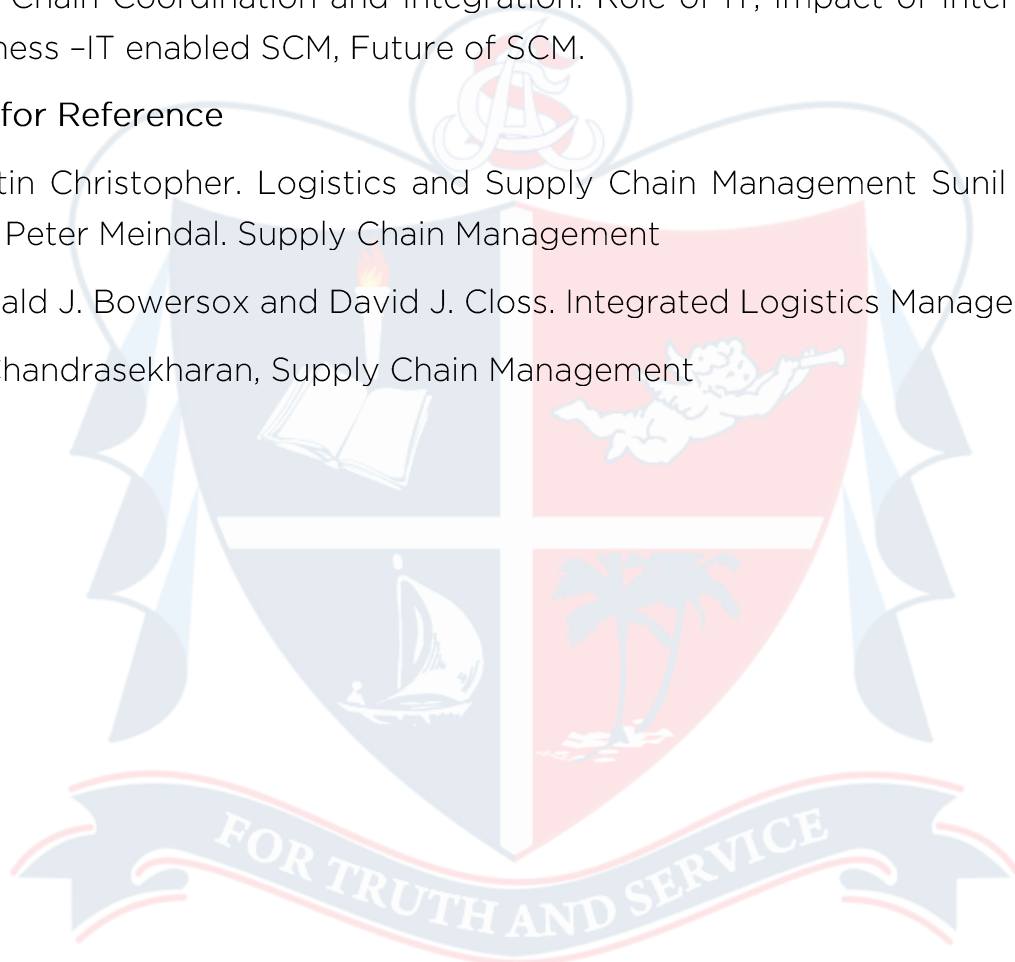 Chain Coordination and Integration: Role of IT, Impact of Inter
ness –IT enabled SCM, Future of SCM.
for Reference
tin Christopher. Logistics and Supply Chain Management Sunil
Peter Meindal. Supply Chain Management
ald J. Bowersox and David J. Closs. Integrated Logistics Manage
Chandrasekharan, Supply Chain Management
FOR TRUTH AND SERVICE